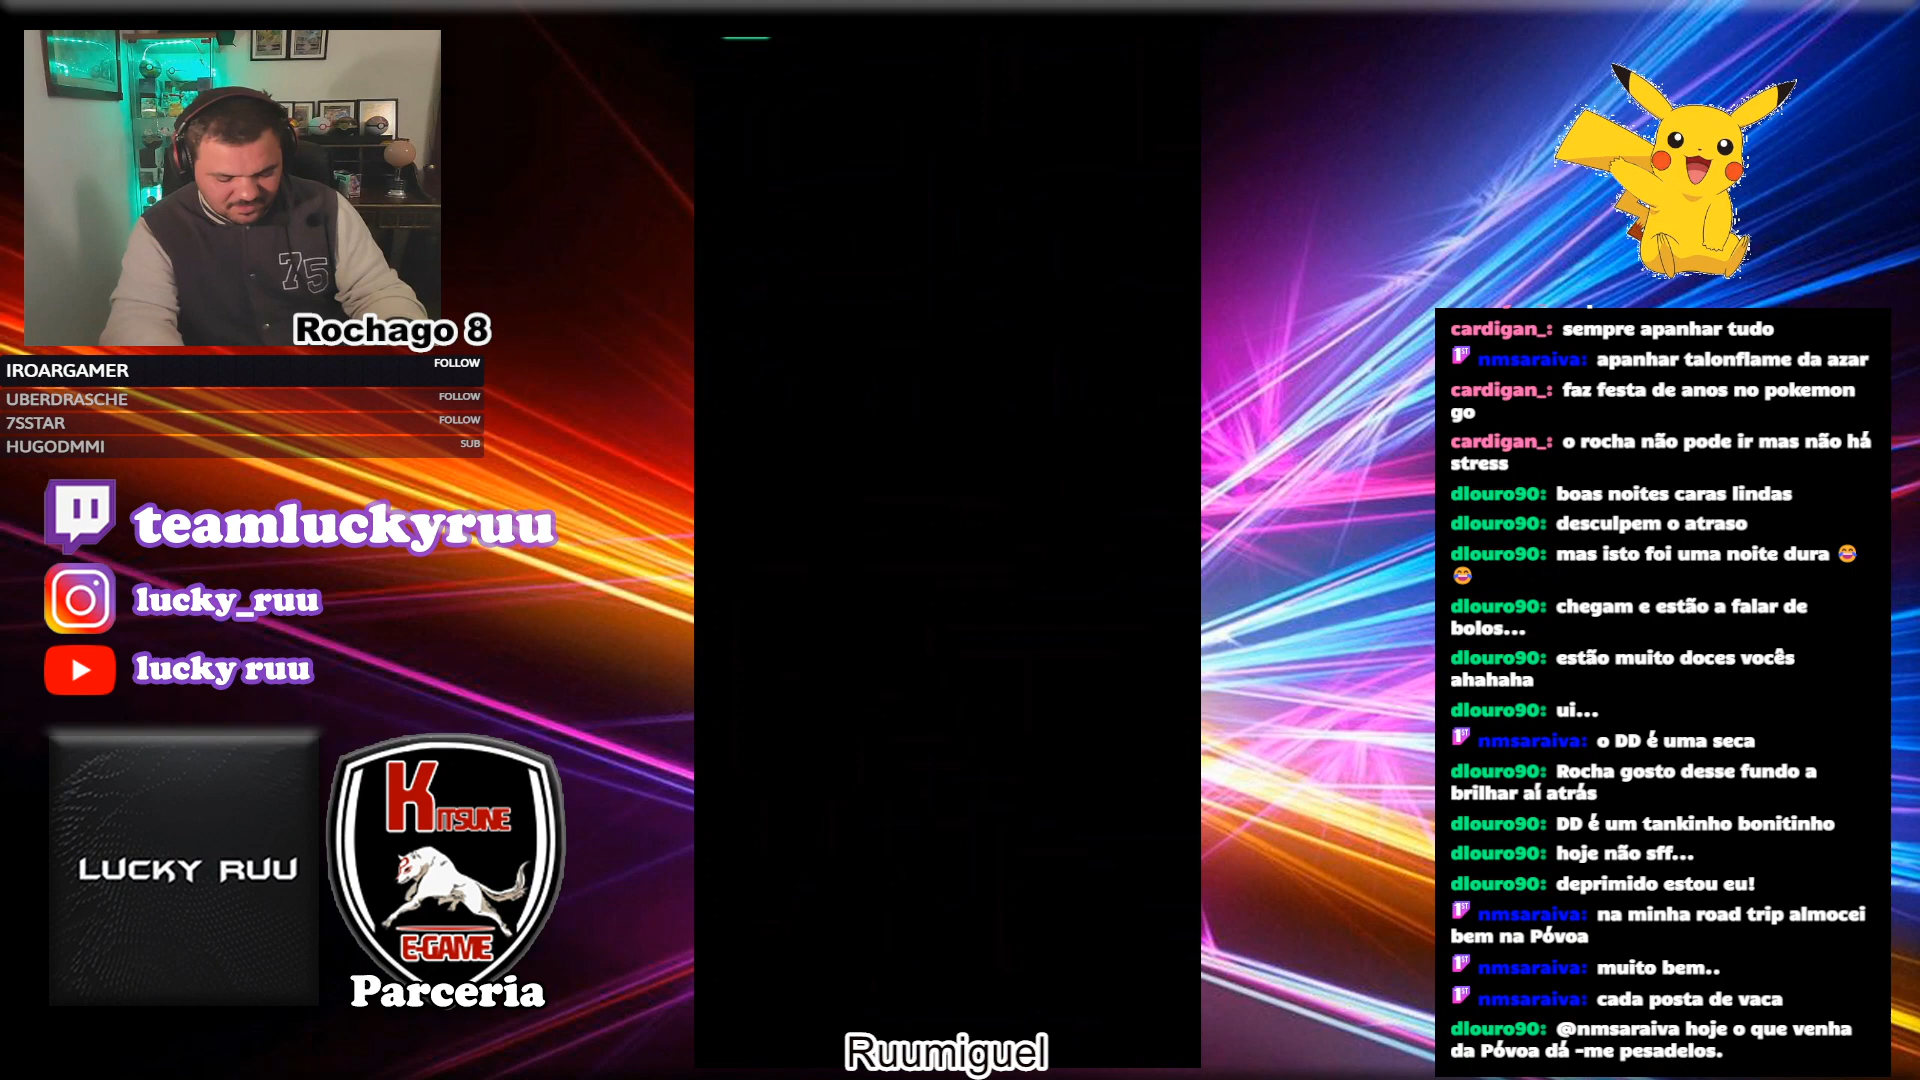 75
Rochago 8
IROARGAMER FOLLOW
UBERDRASCHE FOLLOW
7SSTAR FOLLOW
HUGODMMI SUB
teamluckyruu
lucky_ruu
lucky ruu
LUCKY RUU
KITSUNE
E-GAME
Parceria
Ruumiguel
cardigan_: sempre apanhar tudo
1ST nmsaraiva: apanhar talonflame da azar
cardigan_: faz festa de anos no pokemon
go
cardigan_: o rocha não pode ir mas não há
stress
dlouro90: boas noites caras lindas
dlouro90: desculpem o atraso
dlouro90: mas isto foi uma noite dura 😂
😂
dlouro90: chegam e estão a falar de
bolos...
dlouro90: estão muito doces vocês
ahahaha
dlouro90: ui...
1ST nmsaraiva: o DD é uma seca
dlouro90: Rocha gosto desse fundo a
brilhar aí atrás
dlouro90: DD é um tankinho bonitinho
dlouro90: hoje não sff...
dlouro90: deprimido estou eu!
1ST nmsaraiva: na minha road trip almocei
bem na Póvoa
1ST nmsaraiva: muito bem..
1ST nmsaraiva: cada posta de vaca
dlouro90: @nmsaraiva hoje o que venha
da Póvoa dá -me pesadelos.